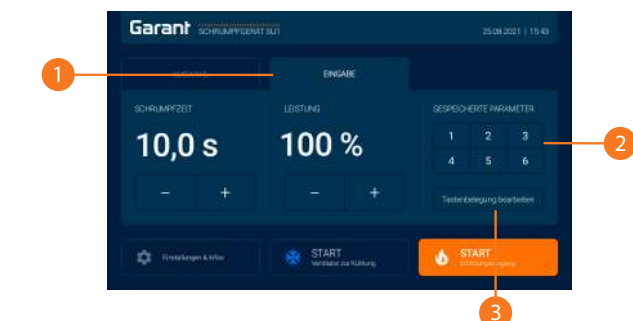 Garant SCHRUMPFGERÄT SU1 25.08.2021 | 15:43
1 EINGABE
SCHRUMPFZEIT LEISTUNG GESPEICHERTE PARAMETER
10,0 s 100 % 1 2 3 2
4 5 6
− + − + Tastenbelegung bearbeiten
Einstellungen & Infos START START
Ventilator zur Kühlung
3